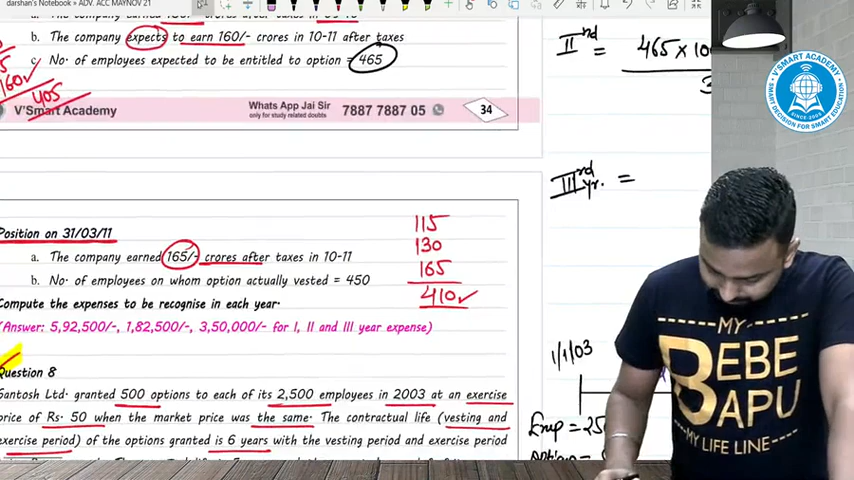 darshan's Notebook » ADV. ACC MAYNOV 21
b. The company expects to earn 160/- crores in 10-11 after taxes
c. No. of employees expected to be entitled to option = 465
160
405
V'Smart Academy
Whats App Jai Sir
only for study related doubts
7887 7887 05
34
IInd = 465 x 10
V'SMART ACADEMY
SMART DECISION FOR SMART EDUCATION
SINCE-2003
IIIrd yr. =
Position on 31/03/11
a. The company earned 165/- crores after taxes in 10-11
b. No. of employees on whom option actually vested = 450
115
130
165
410
Compute the expenses to be recognise in each year.
(Answer: 5,92,500/-, 1,82,500/-, 3,50,000/- for I, II and III year expense)
Question 8
Santosh Ltd. granted 500 options to each of its 2,500 employees in 2003 at an exercise
price of Rs. 50 when the market price was the same. The contractual life (vesting and
exercise period) of the options granted is 6 years with the vesting period and exercise period
1/1/03
Emp = 25
MY
BEBE
BAPU
MY LIFE LINE